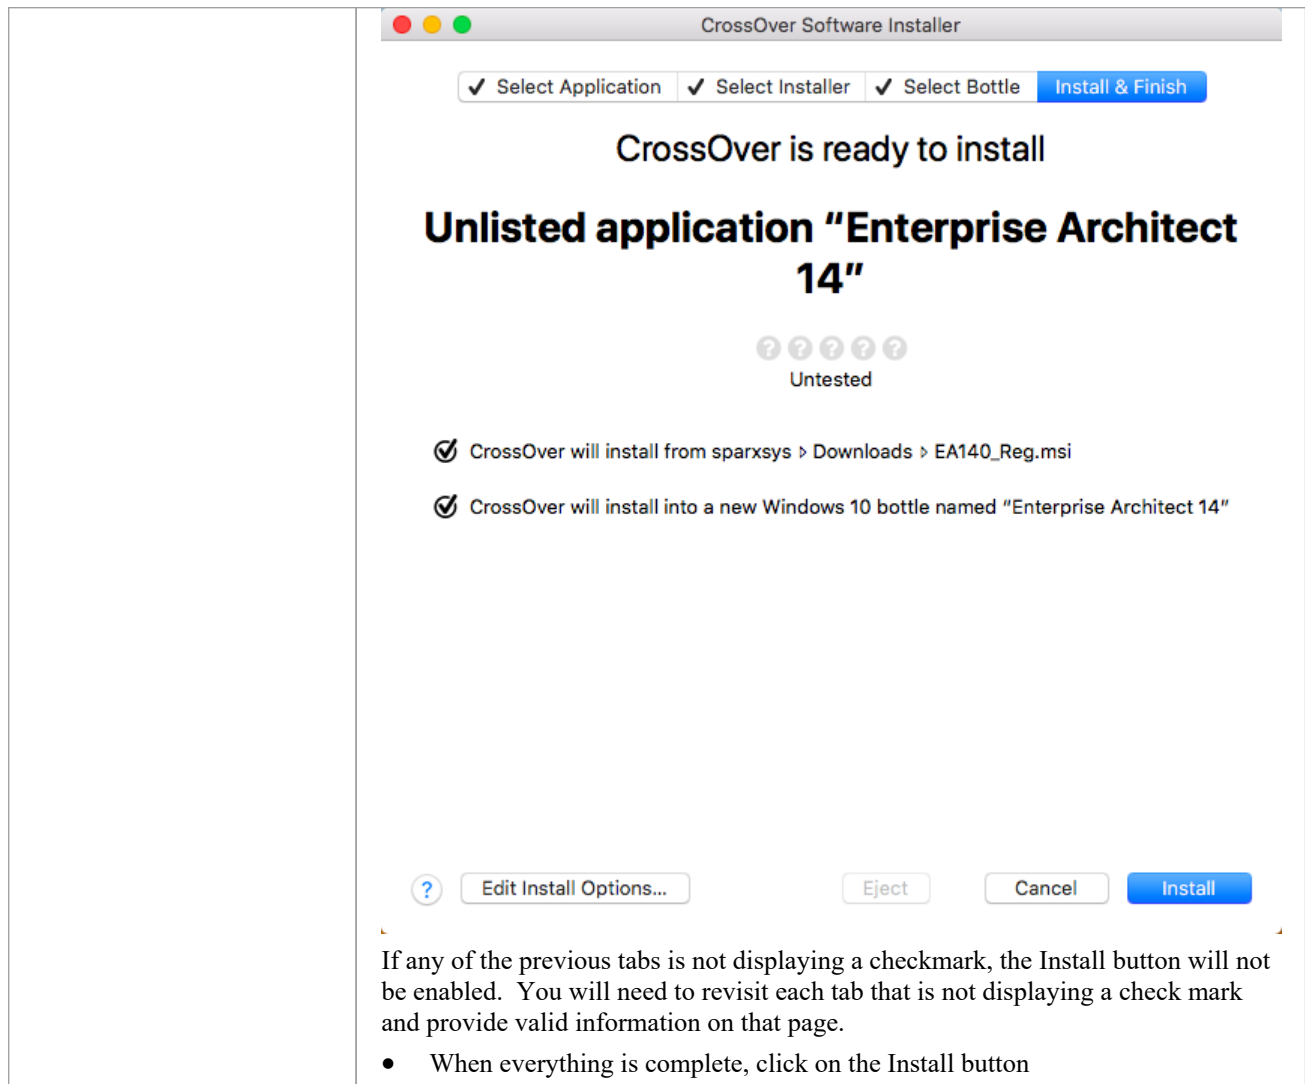 CrossOver Software Installer
✓ Select Application ✓ Select Installer ✓ Select Bottle Install & Finish
CrossOver is ready to install
Unlisted application “Enterprise Architect
14”
? ? ? ? ?
Untested
CrossOver will install from sparxsys ▹ Downloads ▹ EA140_Reg.msi
CrossOver will install into a new Windows 10 bottle named “Enterprise Architect 14”
? Edit Install Options... Eject Cancel Install
If any of the previous tabs is not displaying a checkmark, the Install button will not
be enabled.  You will need to revisit each tab that is not displaying a check mark
and provide valid information on that page.
• When everything is complete, click on the Install button